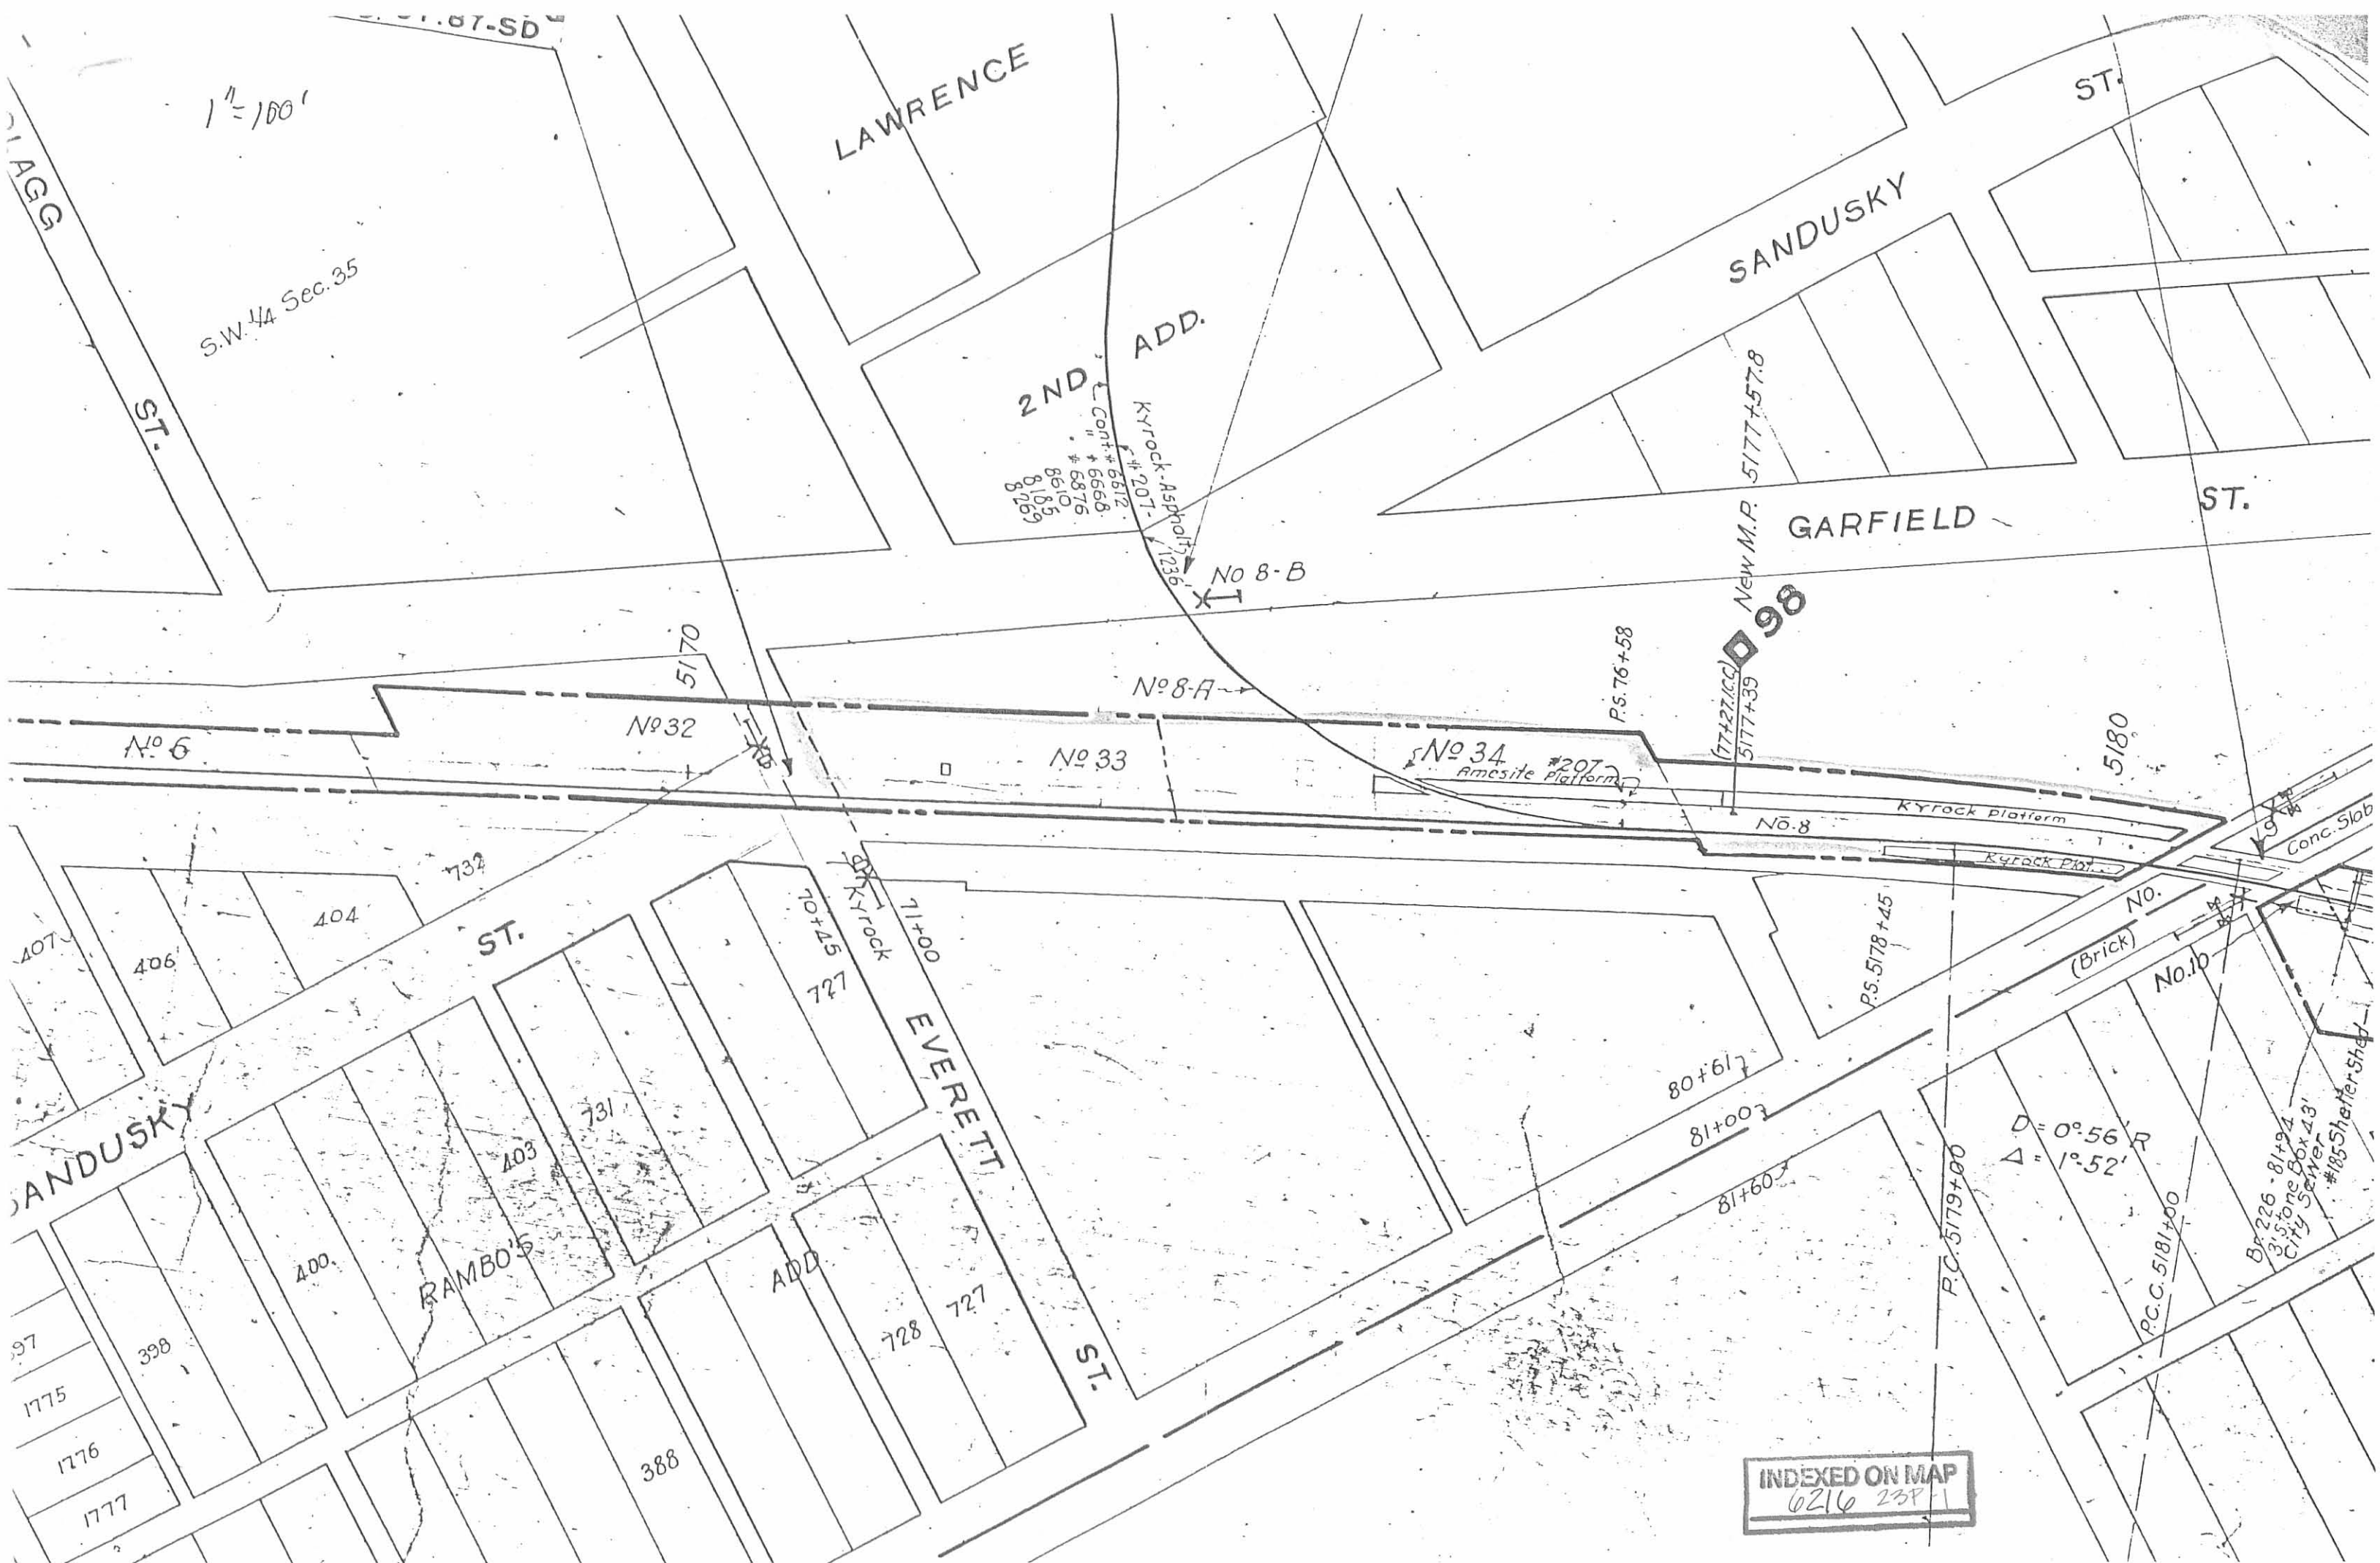 1"=100'
LAWRENCE
ST.
AGG
ST.
S.W. 1/4 Sec. 35
SANDUSKY
2ND ADD.
Kyrock-Asphalt
#207-
Cont. #6612
" #6668
" #6876
8610
8185
8269
1236'
No 8-B
New M.P. 5177+57.8
GARFIELD
ST.
98
(77+27.1CC)
5177+39
P.S. 76+58
5170
No 8-A
No 32
No 6
No 33
No 34
#207
Amesite Platform
5180
Kyrock Platform
No. 8
Kyrock Plat.
9
Conc. Slab
732
407
406
404
ST.
70+45
Kyrock
71+00
727
P.S. 5178+45
No.
(Brick)
No. 10
EVERETT
SANDUSKY
731
403
80+61
81+00
81+60
D = 0°-56' R
Δ = 1°-52'
P.C. 5179+00
P.C.C. 5181+00
Br. 226 - 81+94
3' Stone Box 43'
City Sewer
#185 Shelter Shed
400
RAMBO'S
ADD
398
97
1775
1776
1777
728
727
ST.
388
INDEXED ON MAP
6216 23P-1